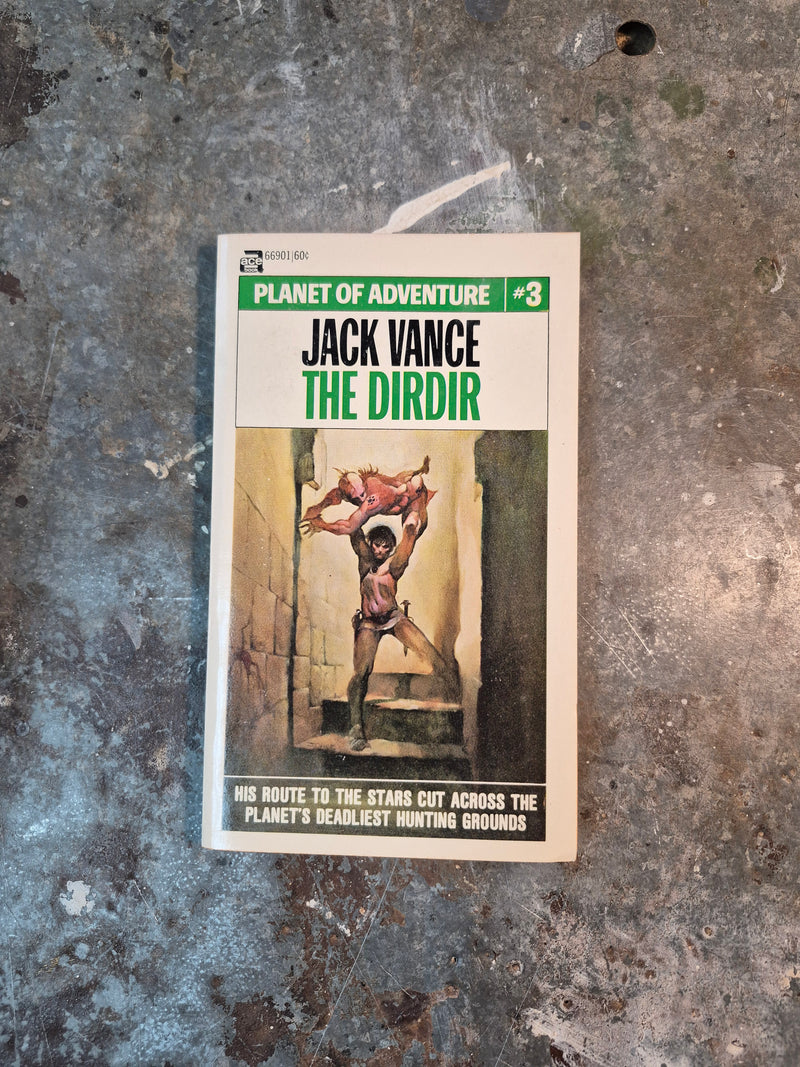 ace
book
66901|60¢
PLANET OF ADVENTURE #3
JACK VANCE
THE DIRDIR
HIS ROUTE TO THE STARS CUT ACROSS THE
PLANET'S DEADLIEST HUNTING GROUNDS